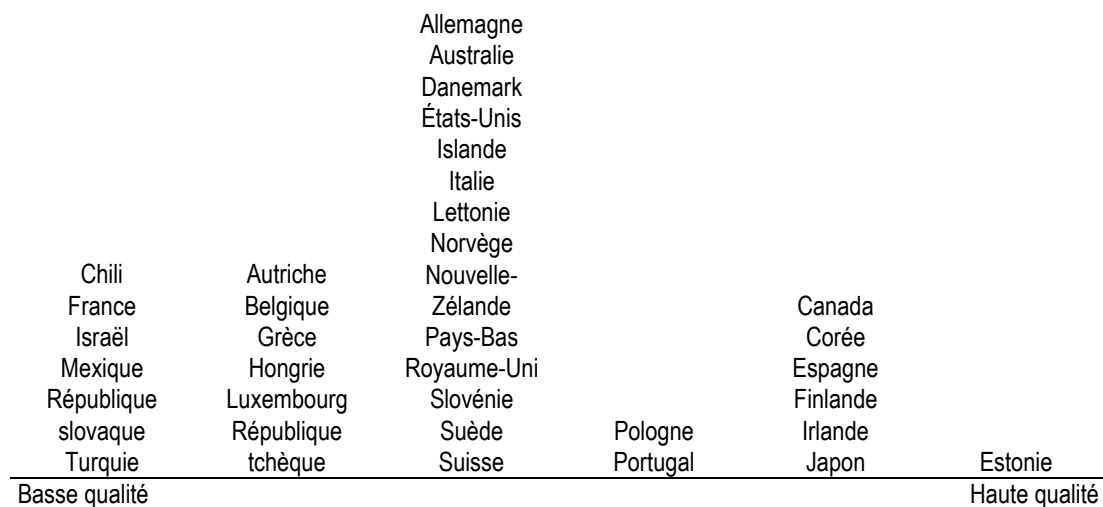 Allemagne
Australie
Danemark
États-Unis
Islande
Italie
Lettonie
Norvège
Chili Autriche Nouvelle-
France Belgique Zélande Canada
Israël Grèce Pays-Bas Corée
Mexique Hongrie Royaume-Uni Espagne
République Luxembourg Slovénie Finlande
slovaque République Suède Pologne Irlande
Turquie tchèque Suisse Portugal Japon Estonie
Basse qualité Haute qualité